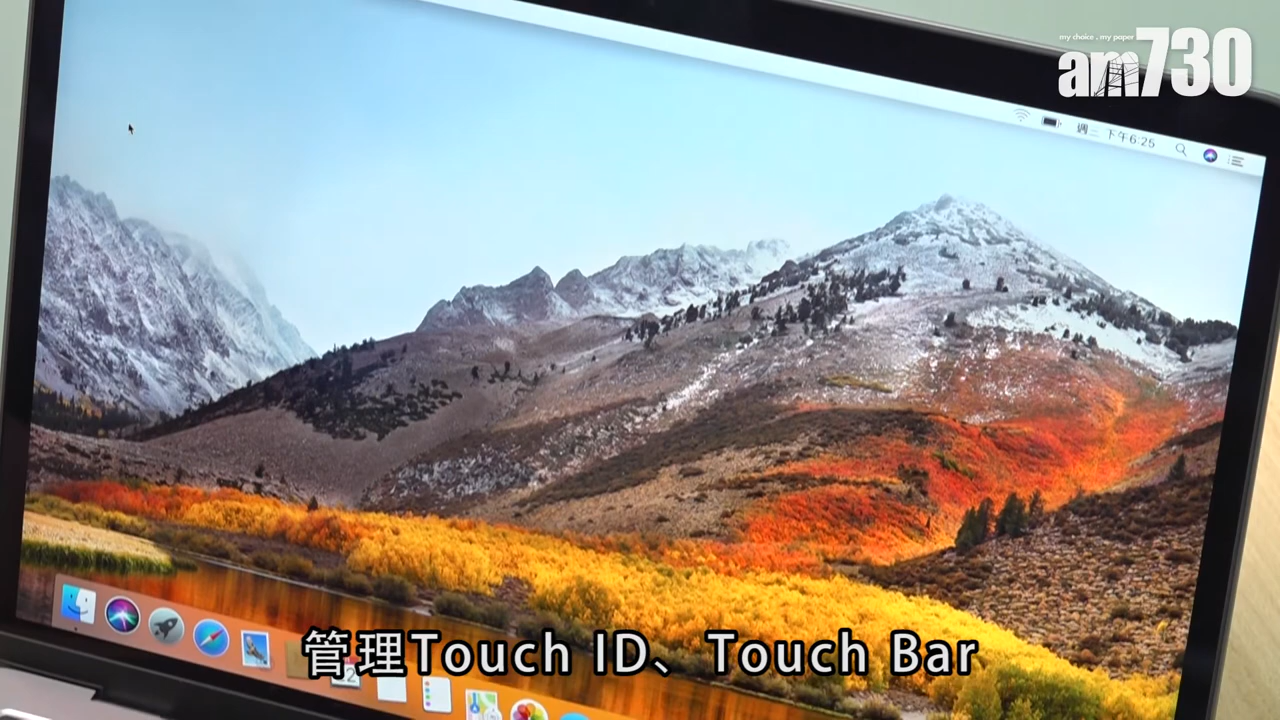 my choice . my paper
am730
週二 下午6:25
管理Touch ID、Touch Bar